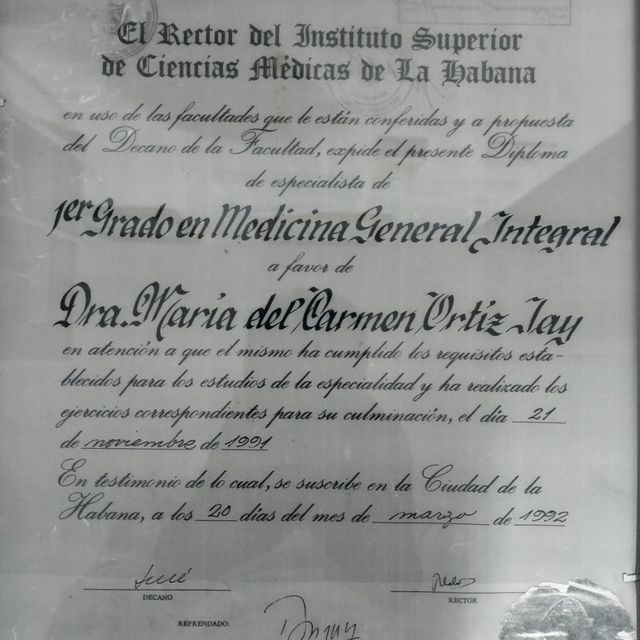 El Rector del Instituto Superior
de Ciencias Médicas de La Habana
en uso de las facultades que le están conferidas y a propuesta
del Decano de la Facultad, expide el presente Diploma
de especialista de
1er Grado en Medicina General Integral
a favor de
Dra. María del Carmen Ortíz Jay
en atención a que el mismo ha cumplido los requisitos esta-
blecidos para los estudios de la especialidad y ha realizado los
ejercicios correspondientes para su culminación, el día 21
de noviembre de 1991
En testimonio de lo cual, se suscribe en la Ciudad de la
Habana, a los 20 días del mes de marzo de 1992
DECANO
RECTOR
REFRENDADO: